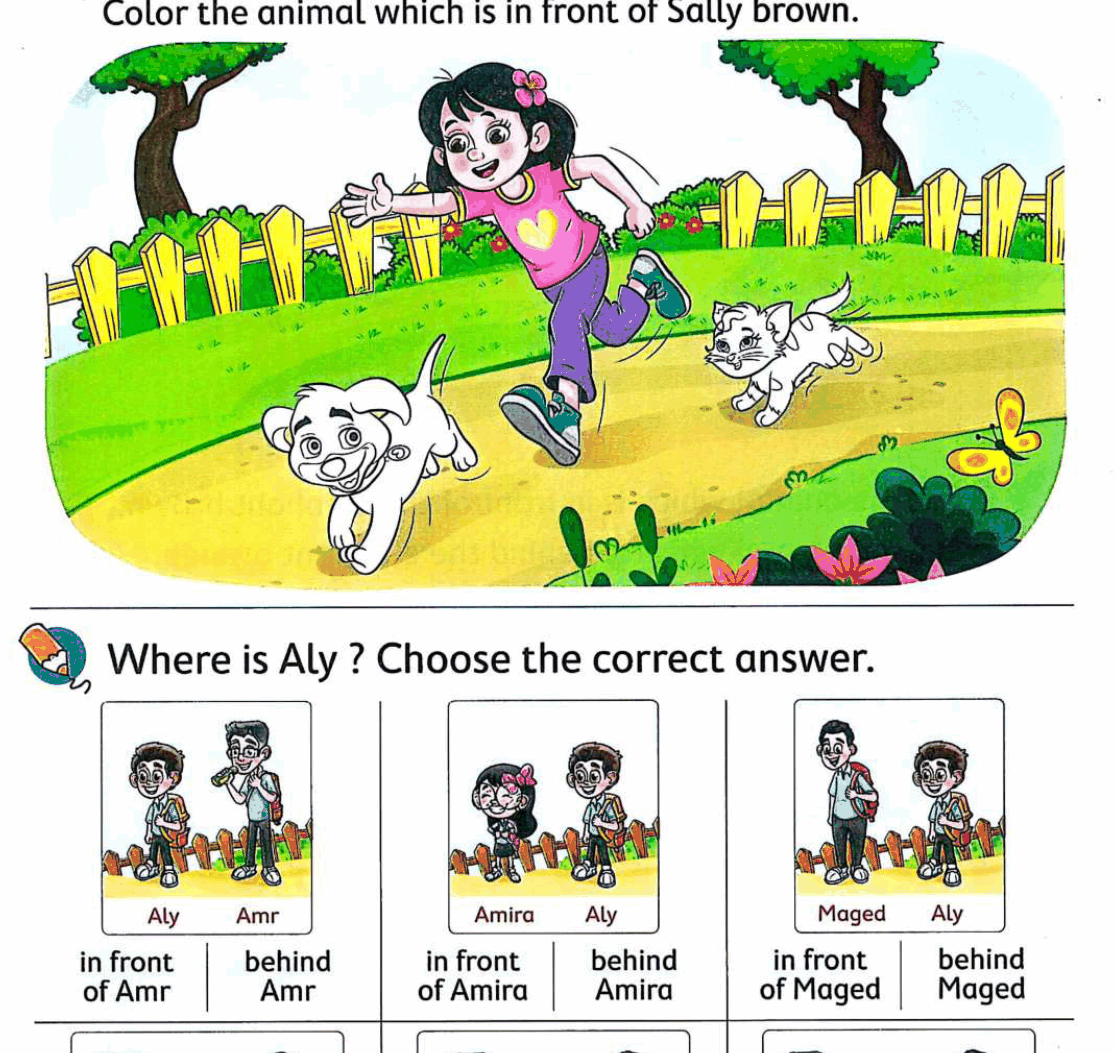 Color the animal which is in front of Sally brown.
Where is Aly ? Choose the correct answer.
Aly Amr
Amira Aly
Maged Aly
in front of Amr
behind Amr
in front of Amira
behind Amira
in front of Maged
behind Maged